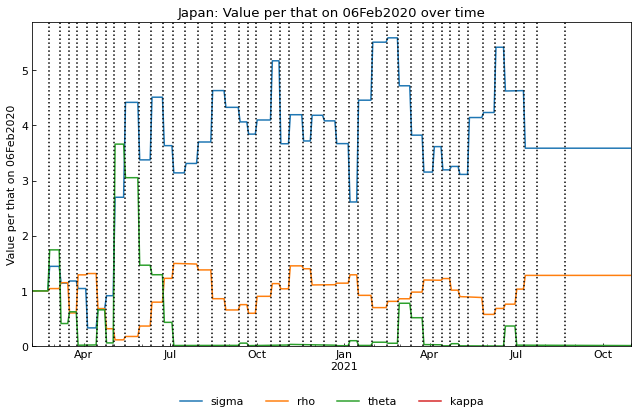 Japan: Value per that on 06Feb2020 over time
Value per that on 06Feb2020
5
4
3
2
1
0
Apr Jul Oct Jan Apr Jul Oct
2021
sigma rho theta kappa